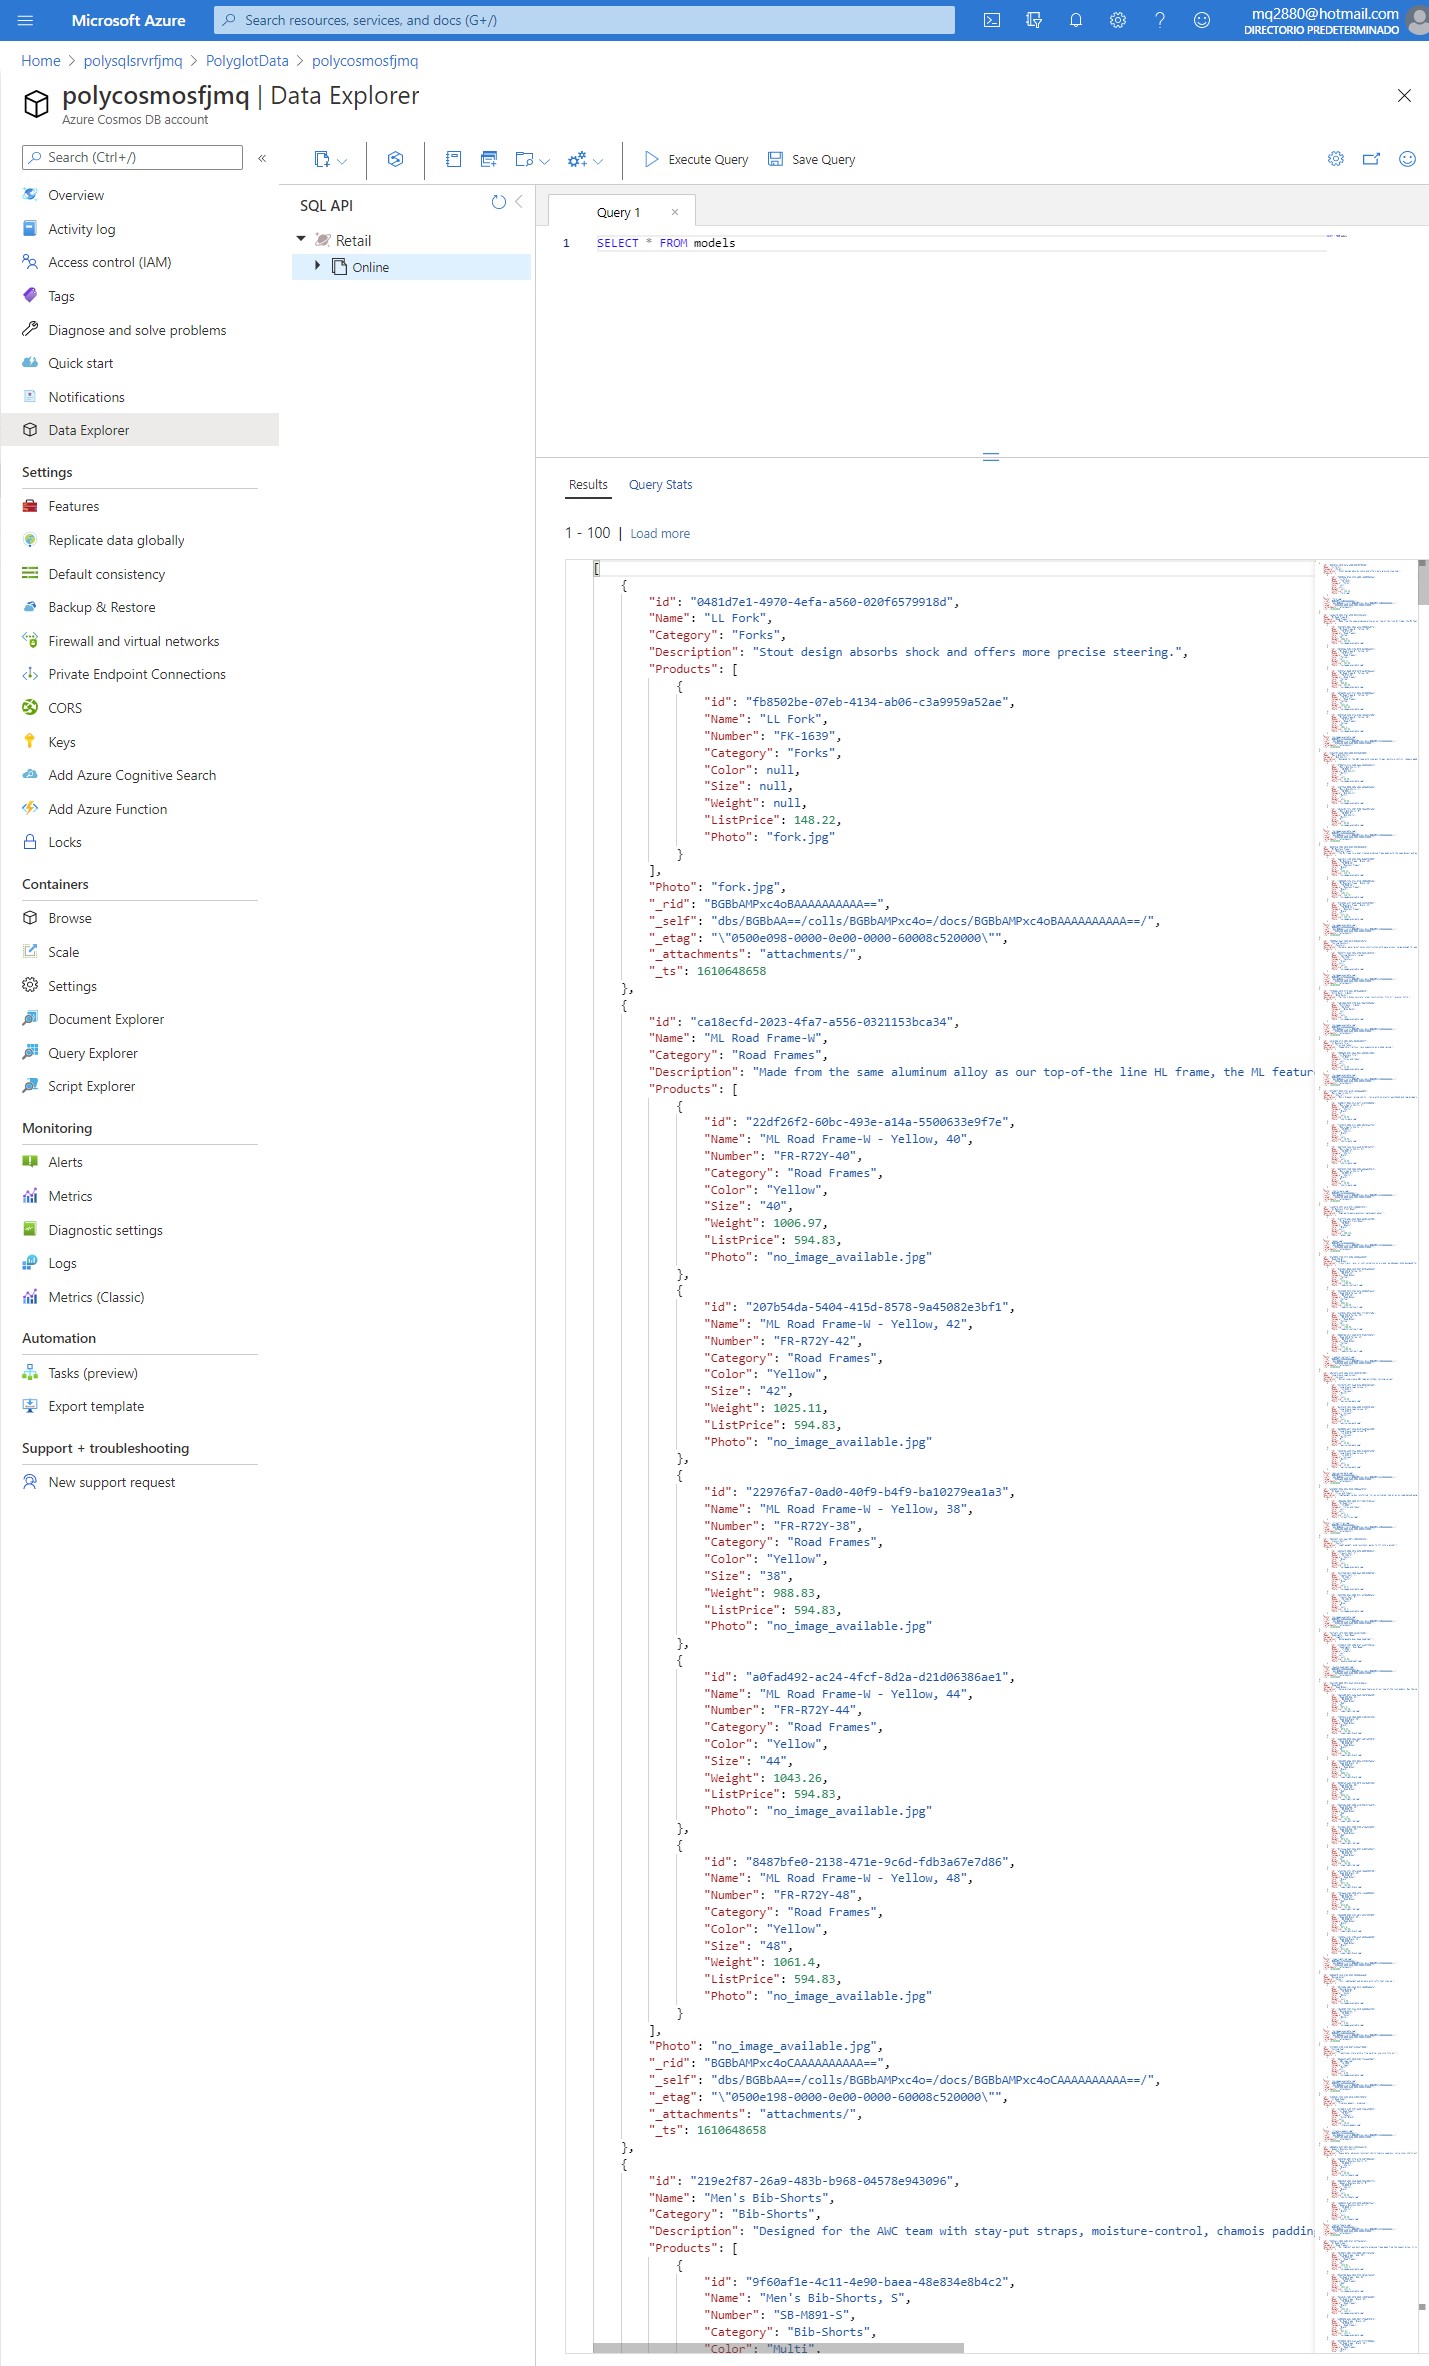 Microsoft Azure
Search resources, services, and docs (G+/)
mq2880@hotmail.com
DIRECTORIO PREDETERMINADO
Home > polysqlsrvrfjmq > PolyglotData > polycosmosfjmq
polycosmosfjmq | Data Explorer
Azure Cosmos DB account
Search (Ctrl+/)
«
Overview
Activity log
Access control (IAM)
Tags
Diagnose and solve problems
Quick start
Notifications
Data Explorer
Settings
Features
Replicate data globally
Default consistency
Backup & Restore
Firewall and virtual networks
Private Endpoint Connections
CORS
Keys
Add Azure Cognitive Search
Add Azure Function
Locks
Containers
Browse
Scale
Settings
Document Explorer
Query Explorer
Script Explorer
Monitoring
Alerts
Metrics
Diagnostic settings
Logs
Metrics (Classic)
Automation
Tasks (preview)
Export template
Support + troubleshooting
New support request
Execute Query
Save Query
SQL API
Retail
Online
Query 1
1 SELECT * FROM models
Results Query Stats
1 - 100 | Load more
[
{
"id": "0481d7e1-4970-4efa-a560-020f6579918d",
"Name": "LL Fork",
"Category": "Forks",
"Description": "Stout design absorbs shock and offers more precise steering.",
"Products": [
{
"id": "fb8502be-07eb-4134-ab06-c3a9959a52ae",
"Name": "LL Fork",
"Number": "FK-1639",
"Category": "Forks",
"Color": null,
"Size": null,
"Weight": null,
"ListPrice": 148.22,
"Photo": "fork.jpg"
}
],
"Photo": "fork.jpg",
"_rid": "BGBbAMPxc4oBAAAAAAAAAA==",
"_self": "dbs/BGBbAA==/colls/BGBbAMPxc4o=/docs/BGBbAMPxc4oBAAAAAAAAAA==/",
"_etag": "\"0500e098-0000-0e00-0000-60008c520000\"",
"_attachments": "attachments/",
"_ts": 1610648658
},
{
"id": "ca18ecfd-2023-4fa7-a556-0321153bca34",
"Name": "ML Road Frame-W",
"Category": "Road Frames",
"Description": "Made from the same aluminum alloy as our top-of-the line HL frame, the ML featur
"Products": [
{
"id": "22df26f2-60bc-493e-a14a-5500633e9f7e",
"Name": "ML Road Frame-W - Yellow, 40",
"Number": "FR-R72Y-40",
"Category": "Road Frames",
"Color": "Yellow",
"Size": "40",
"Weight": 1006.97,
"ListPrice": 594.83,
"Photo": "no_image_available.jpg"
},
{
"id": "207b54da-5404-415d-8578-9a45082e3bf1",
"Name": "ML Road Frame-W - Yellow, 42",
"Number": "FR-R72Y-42",
"Category": "Road Frames",
"Color": "Yellow",
"Size": "42",
"Weight": 1025.11,
"ListPrice": 594.83,
"Photo": "no_image_available.jpg"
},
{
"id": "22976fa7-0ad0-40f9-b4f9-ba10279ea1a3",
"Name": "ML Road Frame-W - Yellow, 38",
"Number": "FR-R72Y-38",
"Category": "Road Frames",
"Color": "Yellow",
"Size": "38",
"Weight": 988.83,
"ListPrice": 594.83,
"Photo": "no_image_available.jpg"
},
{
"id": "a0fad492-ac24-4fcf-8d2a-d21d06386ae1",
"Name": "ML Road Frame-W - Yellow, 44",
"Number": "FR-R72Y-44",
"Category": "Road Frames",
"Color": "Yellow",
"Size": "44",
"Weight": 1043.26,
"ListPrice": 594.83,
"Photo": "no_image_available.jpg"
},
{
"id": "8487bfe0-2138-471e-9c6d-fdb3a67e7d86",
"Name": "ML Road Frame-W - Yellow, 48",
"Number": "FR-R72Y-48",
"Category": "Road Frames",
"Color": "Yellow",
"Size": "48",
"Weight": 1061.4,
"ListPrice": 594.83,
"Photo": "no_image_available.jpg"
}
],
"Photo": "no_image_available.jpg",
"_rid": "BGBbAMPxc4oCAAAAAAAAAA==",
"_self": "dbs/BGBbAA==/colls/BGBbAMPxc4o=/docs/BGBbAMPxc4oCAAAAAAAAAA==/",
"_etag": "\"0500e198-0000-0e00-0000-60008c520000\"",
"_attachments": "attachments/",
"_ts": 1610648658
},
{
"id": "219e2f87-26a9-483b-b968-04578e943096",
"Name": "Men's Bib-Shorts",
"Category": "Bib-Shorts",
"Description": "Designed for the AWC team with stay-put straps, moisture-control, chamois paddin
"Products": [
{
"id": "9f60af1e-4c11-4e90-baea-48e834e8b4c2",
"Name": "Men's Bib-Shorts, S",
"Number": "SB-M891-S",
"Category": "Bib-Shorts",
"Color": "Multi",